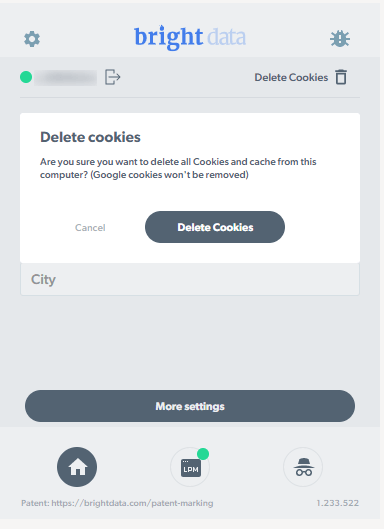 bright data
Delete Cookies
Delete cookies
Are you sure you want to delete all Cookies and cache from this
computer? (Google cookies won't be removed)
Cancel
Delete Cookies
City
More settings
LPM
Patent: https://brightdata.com/patent-marking
1.233.522